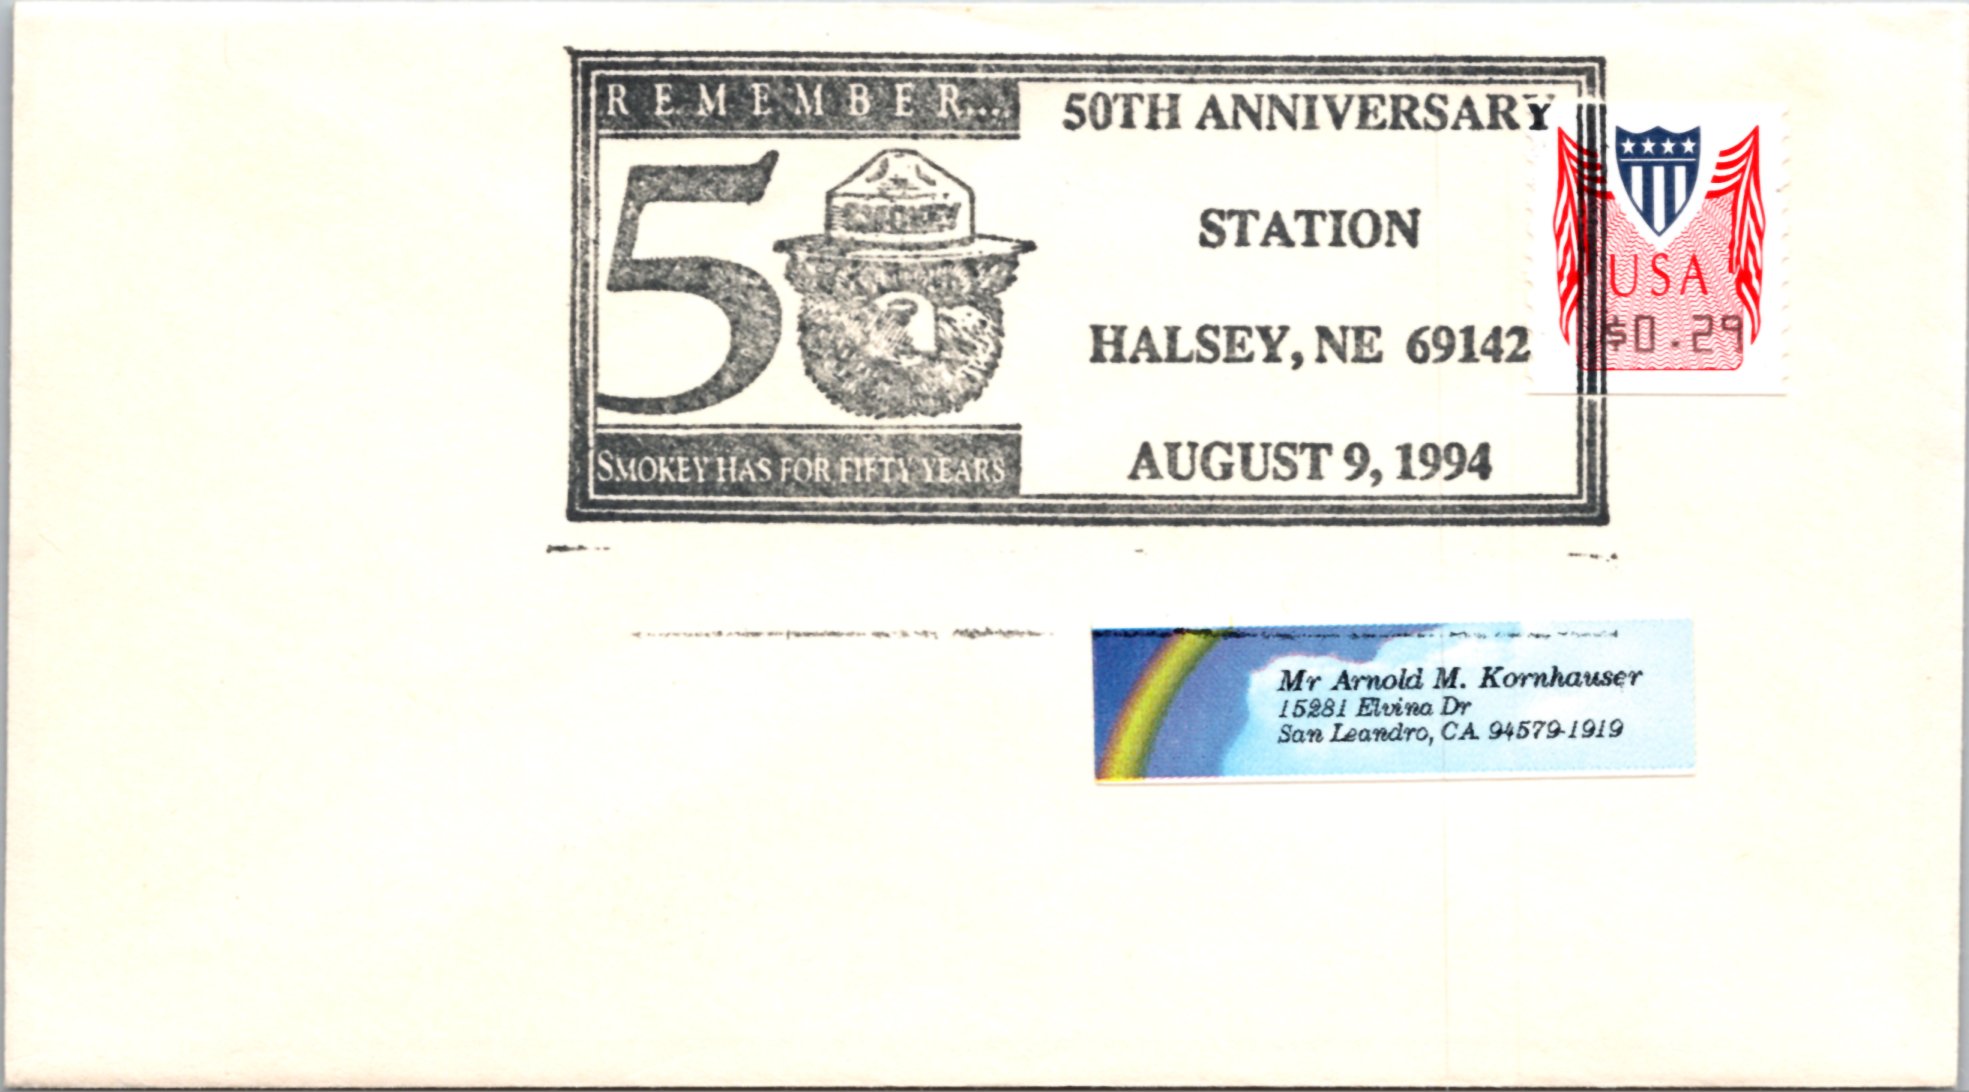 REMEMBER...
50
SMOKEY
SMOKEY HAS FOR FIFTY YEARS
50TH ANNIVERSARY
STATION
HALSEY, NE 69142
AUGUST 9, 1994
USA
$0.29
Mr Arnold M. Kornhauser
15281 Elvina Dr
San Leandro, CA 94579-1919